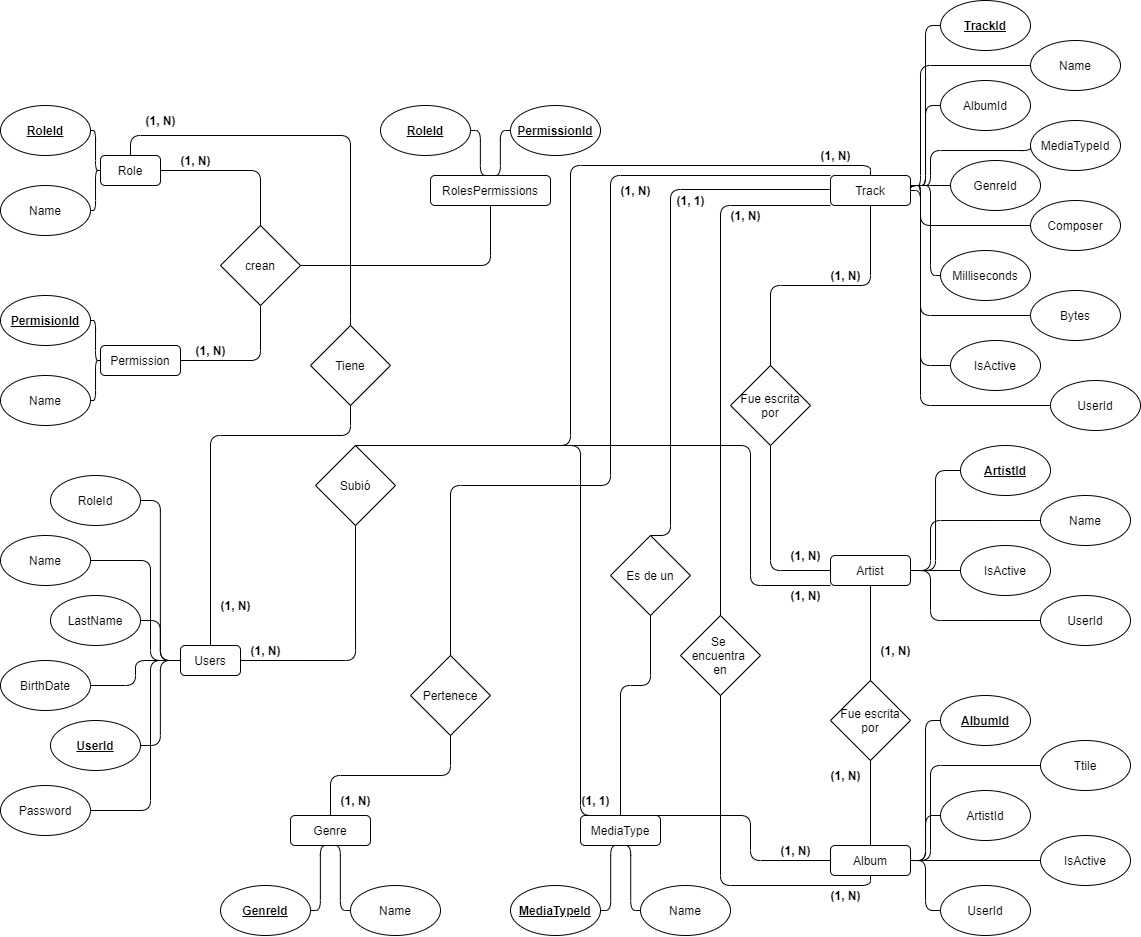 TrackId
Name
AlbumId
MediaTypeId
GenreId
Composer
Milliseconds
Bytes
IsActive
UserId
(1, N)
RoleId
(1, N)
Role
Name
RoleId
PermissionId
RolesPermissions
(1, N)
Track
(1, N)
(1, 1)
(1, N)
(1, N)
crean
PermisionId
Permission
(1, N)
Name
Tiene
Fue escrita
por
RoleId
Name
LastName
BirthDate
UserId
Password
(1, N)
Users
(1, N)
Subió
Pertenece
Es de un
Se
encuentra
en
(1, N)
Artist
(1, N)
ArtistId
Name
IsActive
UserId
(1, N)
Fue escrita
por
(1, N)
AlbumId
Ttile
ArtistId
IsActive
UserId
(1, N)
Genre
GenreId
Name
(1, 1)
MediaType
MediaTypeId
Name
(1, N)
Album
(1, N)